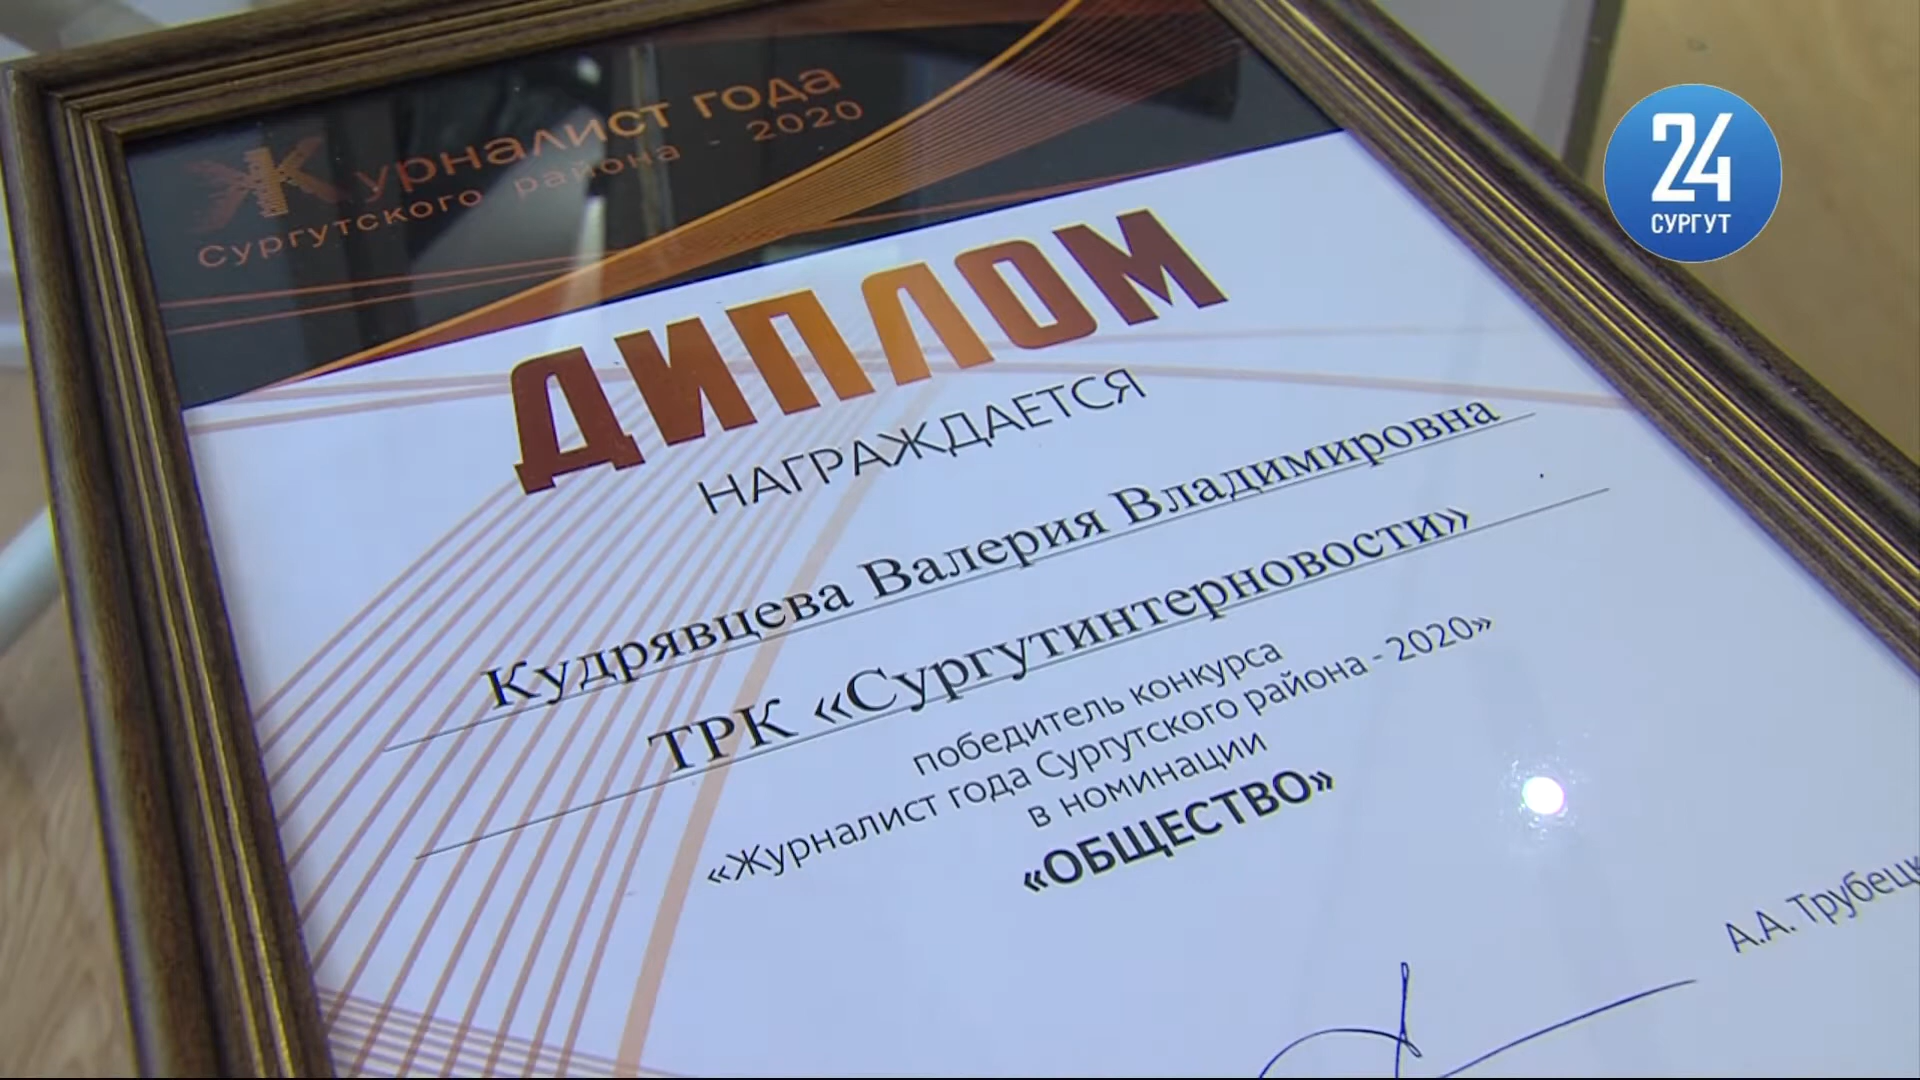 Журналист года
Сургутского района - 2020
24
СУРГУТ
ДИПЛОМ
НАГРАЖДАЕТСЯ
Кудрявцева Валерия Владимировна
ТРК «Сургутинтерновости»
победитель конкурса
«Журналист года Сургутского района - 2020»
в номинации
«ОБЩЕСТВО»
А.А.